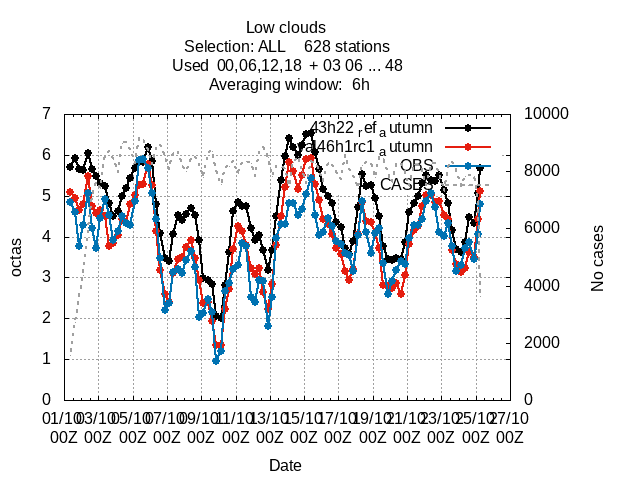 Low clouds
Selection: ALL 628 stations
Used 00,06,12,18 + 03 06 ... 48
Averaging window: 6h
7 10000
43h22_ref_autumn
6
46h1rc1_autumn
OBS
8000
CASES
5
octas
4 6000
No cases
3 4000
2 2000
1
0 0
01/10 03/10 05/10 07/10 09/10 11/10 13/10 15/10 17/10 19/10 21/10 23/10 25/10 27/10
00Z 00Z 00Z 00Z 00Z 00Z 00Z 00Z 00Z 00Z 00Z 00Z 00Z 00Z
Date